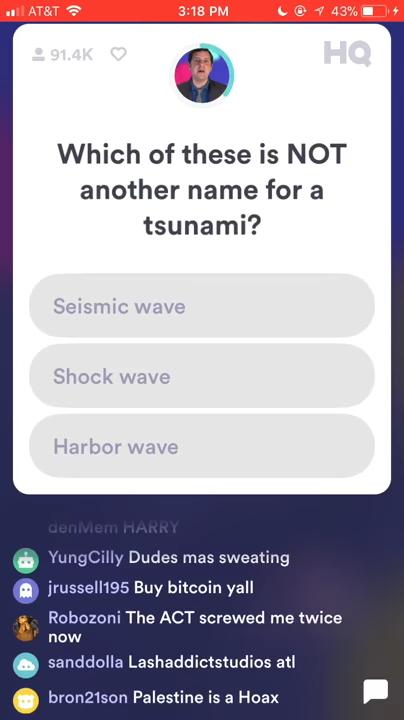 AT&T 3:18 PM 43%
91.4K HQ
Which of these is NOT
another name for a
tsunami?
Seismic wave
Shock wave
Harbor wave
denMem HARRY
YungCilly Dudes mas sweating
jrussell195 Buy bitcoin yall
Robozoni The ACT screwed me twice
now
sanddolla Lashaddictstudios atl
bron21son Palestine is a Hoax